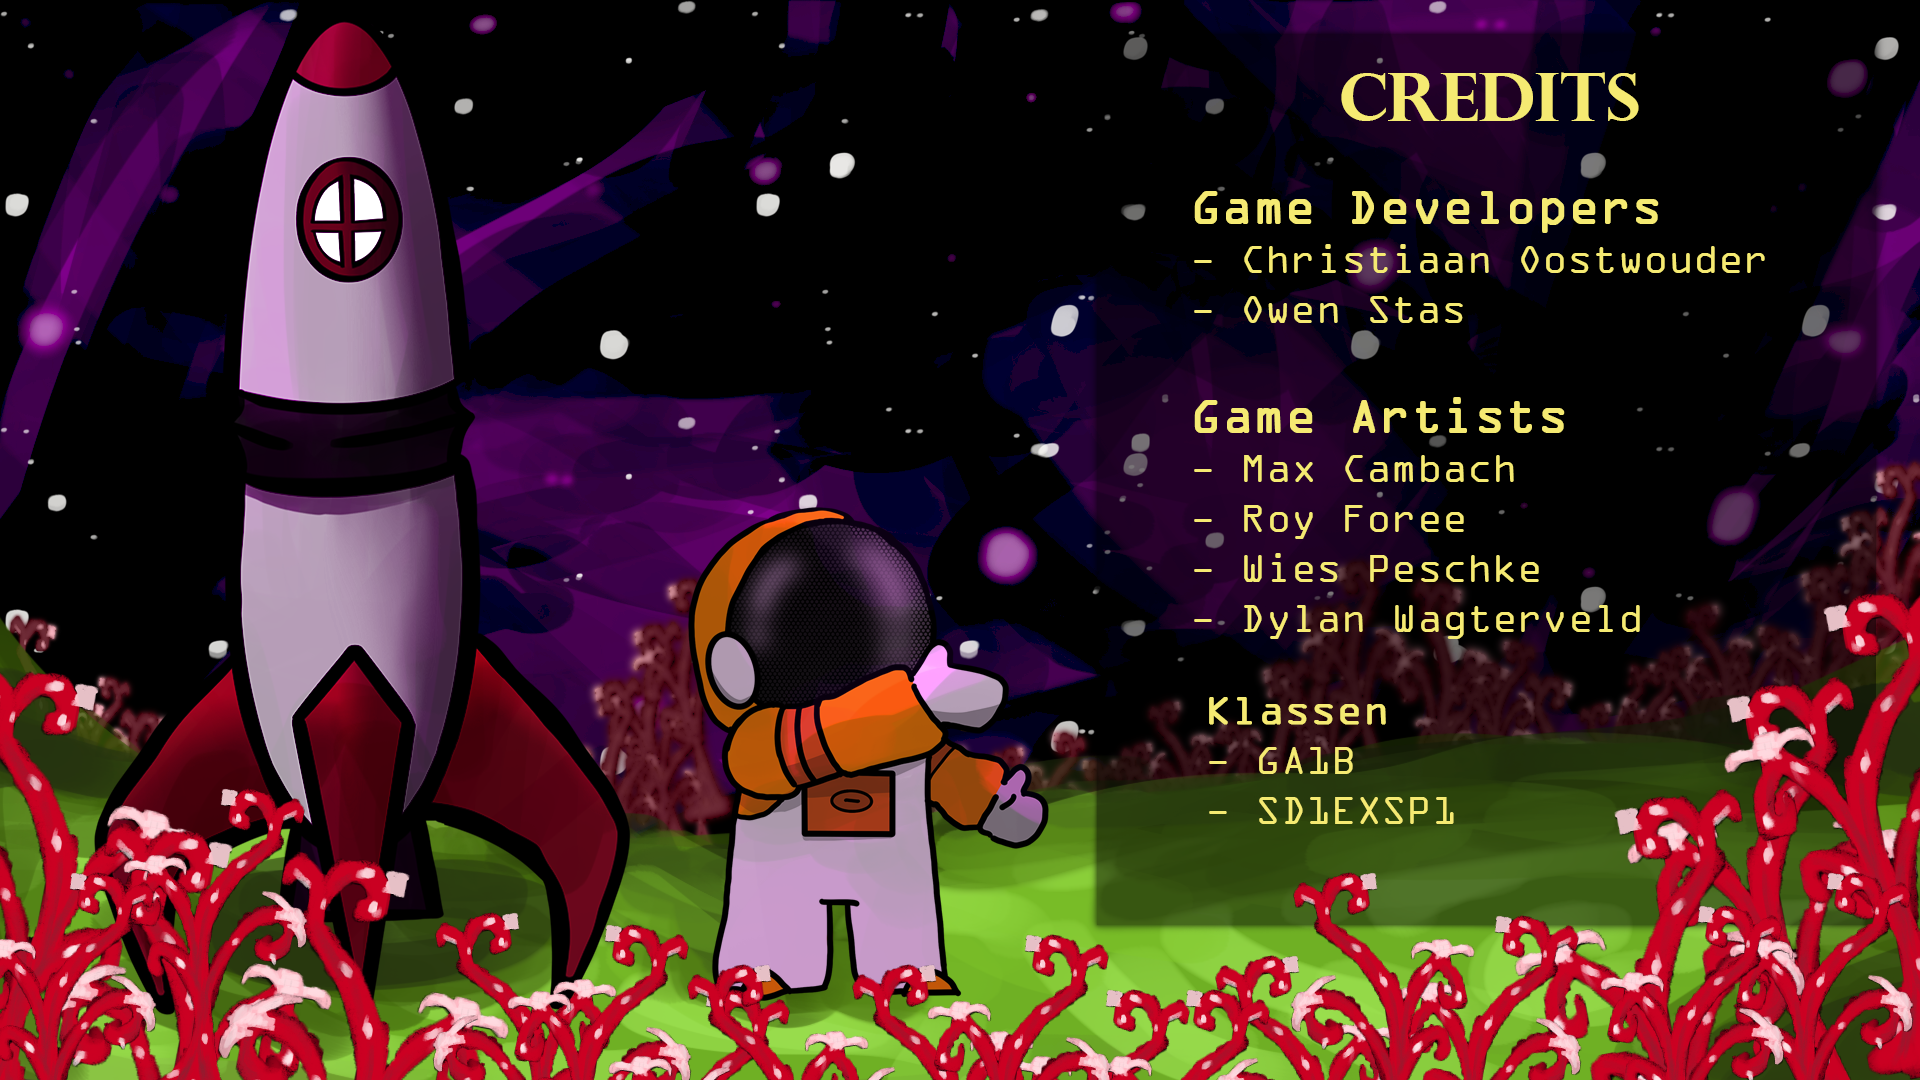 CREDITS
Game Developers
- Christiaan Oostwouder
- Owen Stas
Game Artists
- Max Cambach
- Roy Foree
- Wies Peschke
- Dylan Wagterveld
Klassen
- GA1B
- SD1EXSP1